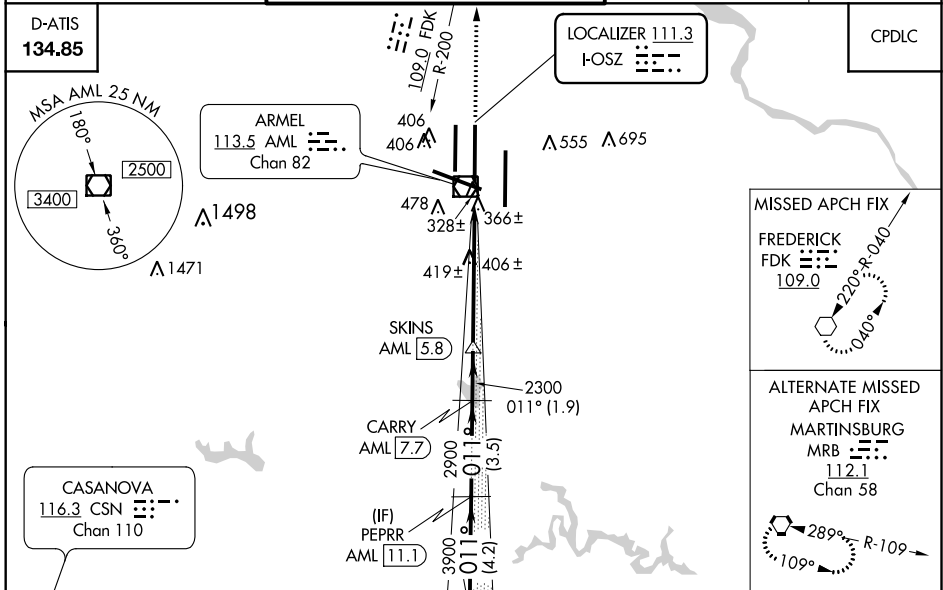 D-ATIS
134.85
109.0 FDK
R-200
LOCALIZER 111.3
I-OSZ
CPDLC
MSA AML 25 NM
180°
2500
3400
360°
ARMEL
113.5 AML
Chan 82
406
406
555
695
478
328±
366±
1498
1471
419±
406±
SKINS
AML 5.8
2300
011° (1.9)
CARRY
AML 7.7
2900
011°
(3.5)
(IF)
PEPRR
AML 11.1
3900
011°
(4.2)
CASANOVA
116.3 CSN
Chan 110
MISSED APCH FIX
FREDERICK
FDK
109.0
220°
R-040
040°
ALTERNATE MISSED
APCH FIX
MARTINSBURG
MRB
112.1
Chan 58
289°
R-109
109°